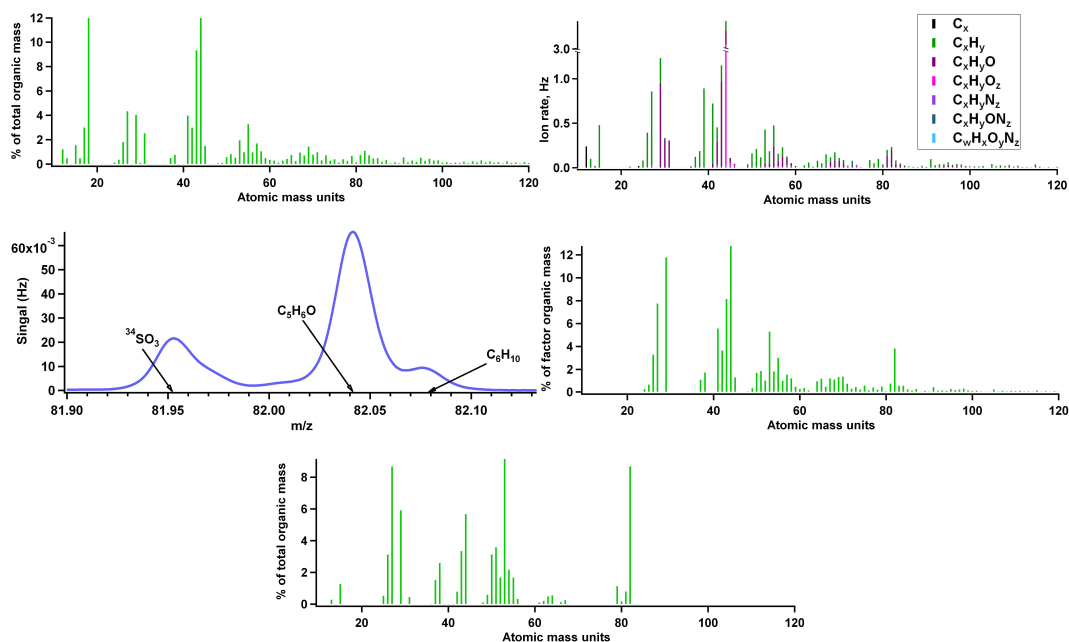 % of total organic mass
12
10
8
6
4
2
0
20 40 60 80 100 120
Atomic mass units
Ion rate, Hz
3.0
1.0
0.5
0.0
20 40 60 80 100 120
Atomic mass units
Cx
CxHy
CxHyO
CxHyOz
CxHyNz
CxHyONz
CwHxOyNz
Singal (Hz)
60x10-3
50
40
30
20
10
0
34SO3
C5H6O
C6H10
81.90 81.95 82.00 82.05 82.10
m/z
% of factor organic mass
12
10
8
6
4
2
0
20 40 60 80 100 120
Atomic mass units
% of total organic mass
8
6
4
2
0
20 40 60 80 100 120
Atomic mass units